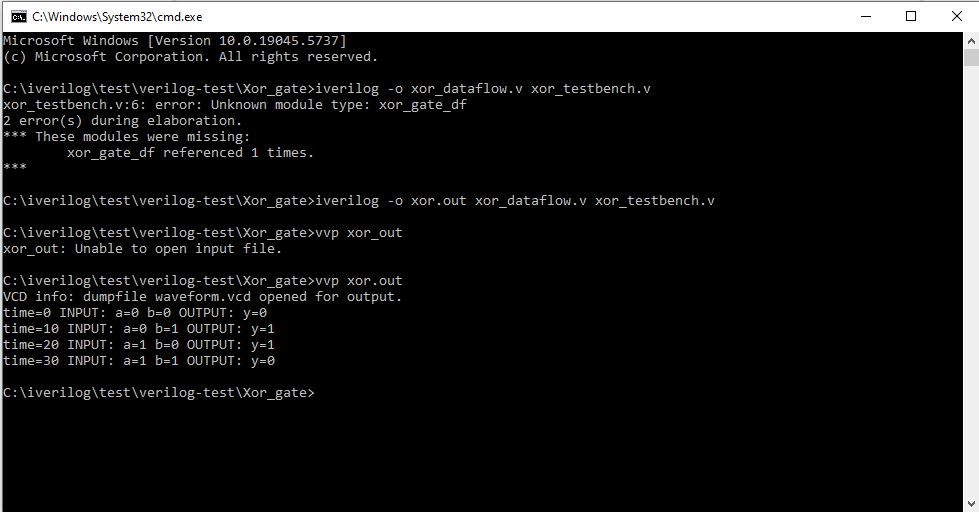 C:\Windows\System32\cmd.exe
Microsoft Windows [Version 10.0.19045.5737]
(c) Microsoft Corporation. All rights reserved.
C:\iverilog\test\verilog-test\Xor_gate>iverilog -o xor_dataflow.v xor_testbench.v
xor_testbench.v:6: error: Unknown module type: xor_gate_df
2 error(s) during elaboration.
*** These modules were missing:
        xor_gate_df referenced 1 times.
***
C:\iverilog\test\verilog-test\Xor_gate>iverilog -o xor.out xor_dataflow.v xor_testbench.v
C:\iverilog\test\verilog-test\Xor_gate>vvp xor_out
xor_out: Unable to open input file.
C:\iverilog\test\verilog-test\Xor_gate>vvp xor.out
VCD info: dumpfile waveform.vcd opened for output.
time=0 INPUT: a=0 b=0 OUTPUT: y=0
time=10 INPUT: a=0 b=1 OUTPUT: y=1
time=20 INPUT: a=1 b=0 OUTPUT: y=1
time=30 INPUT: a=1 b=1 OUTPUT: y=0
C:\iverilog\test\verilog-test\Xor_gate>